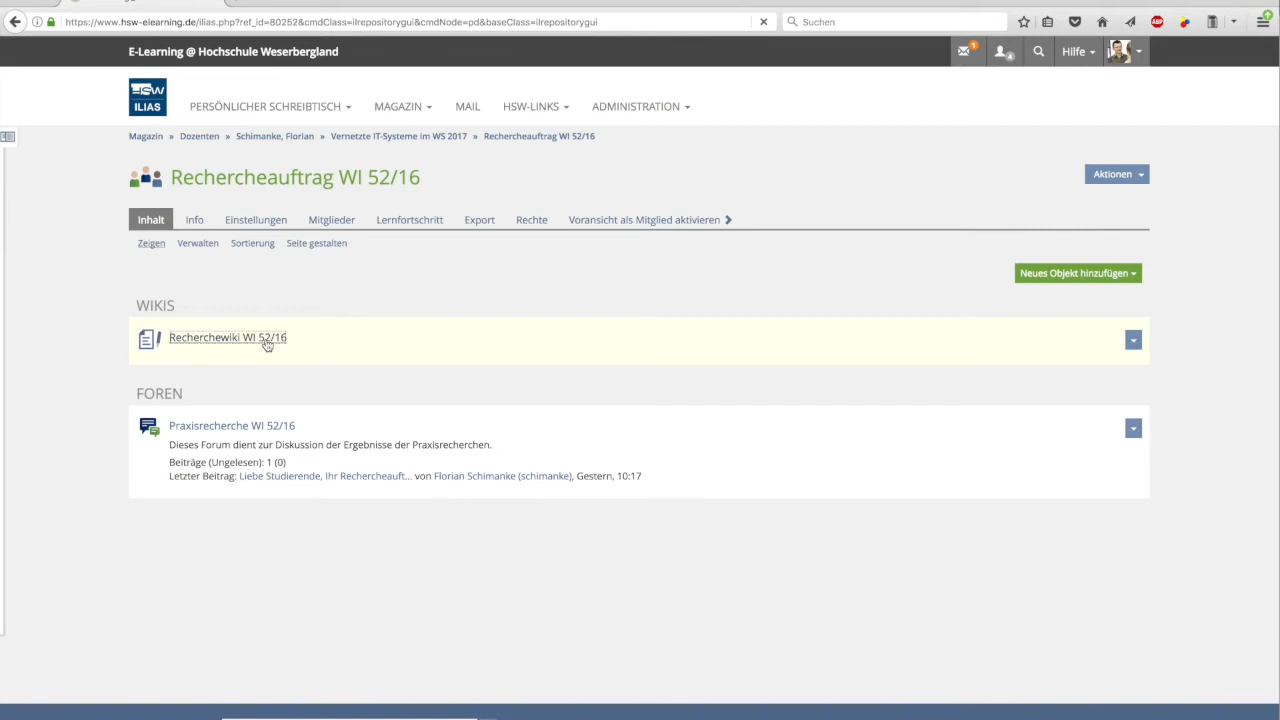 https://www.hsw-elearning.de/ilias.php?ref_id=80252&cmdClass=ilrepositorygui&cmdNode=pd&baseClass=ilrepositorygui
Suchen
ABP
E-Learning @ Hochschule Weserbergland
1
4
Hilfe
HSW
ILIAS
PERSÖNLICHER SCHREIBTISCH
MAGAZIN
MAIL
HSW-LINKS
ADMINISTRATION
Magazin » Dozenten » Schimanke, Florian » Vernetzte IT-Systeme im WS 2017 » Rechercheauftrag WI 52/16
Rechercheauftrag WI 52/16
Aktionen
Inhalt Info Einstellungen Mitglieder Lernfortschritt Export Rechte Voransicht als Mitglied aktivieren
Zeigen Verwalten Sortierung Seite gestalten
Neues Objekt hinzufügen
WIKIS
Recherchewiki WI 52/16
FOREN
Praxisrecherche WI 52/16
Dieses Forum dient zur Diskussion der Ergebnisse der Praxisrecherchen.
Beiträge (Ungelesen): 1 (0)
Letzter Beitrag: Liebe Studierende, Ihr Rechercheauft... von Florian Schimanke (schimanke), Gestern, 10:17